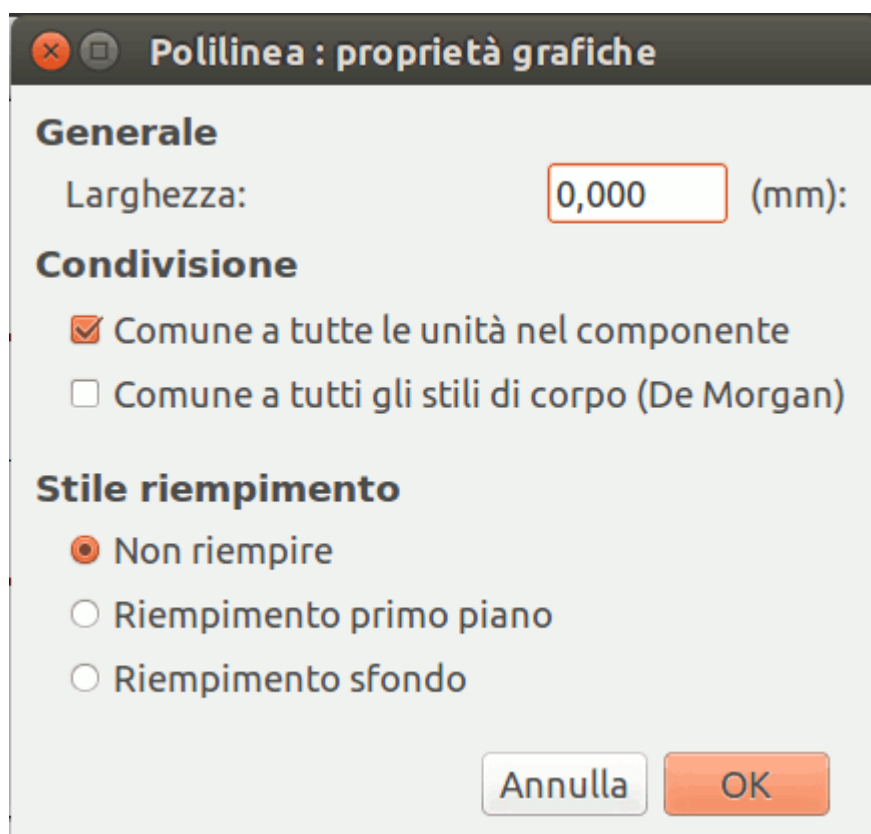 Polilinea : proprietà grafiche
Generale
Larghezza: 0,000 (mm):
Condivisione
Comune a tutte le unità nel componente
Comune a tutti gli stili di corpo (De Morgan)
Stile riempimento
Non riempire
Riempimento primo piano
Riempimento sfondo
Annulla OK